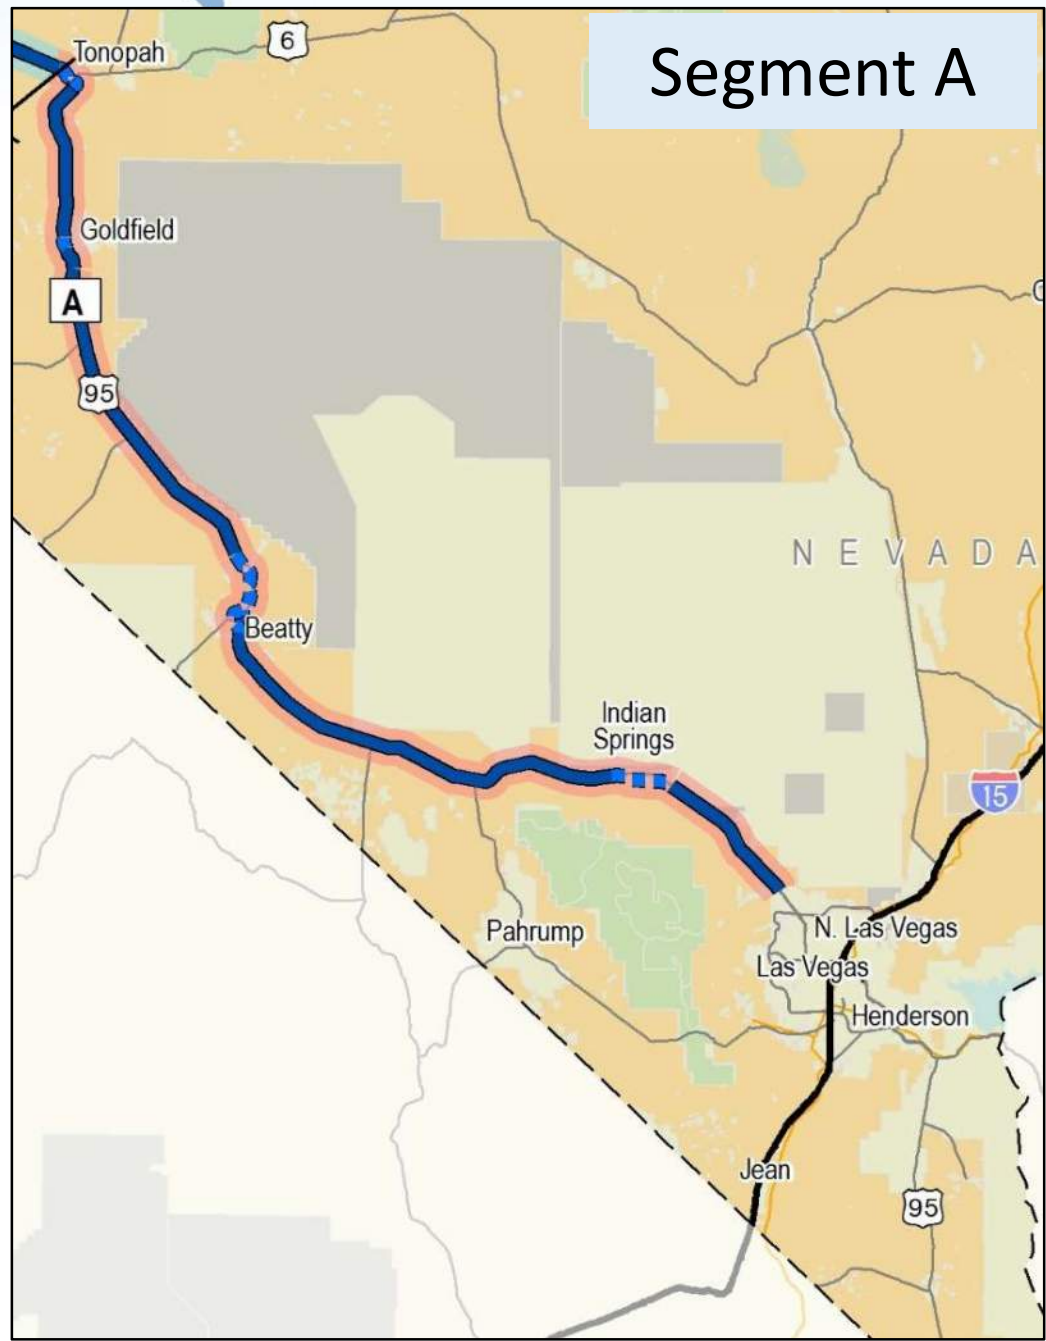 Segment A
6
Tonopah
Goldfield
A
95
NEVADA
Beatty
Indian
Springs
15
Pahrump
N. Las Vegas
Las Vegas
Henderson
Jean
95